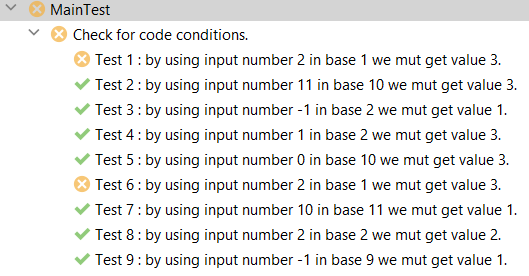 MainTest
Check for code conditions.
Test 1 : by using input number 2 in base 1 we mut get value 3.
Test 2 : by using input number 11 in base 10 we mut get value 3.
Test 3 : by using input number -1 in base 2 we mut get value 1.
Test 4 : by using input number 1 in base 2 we mut get value 3.
Test 5 : by using input number 0 in base 10 we mut get value 3.
Test 6 : by using input number 2 in base 1 we mut get value 3.
Test 7 : by using input number 10 in base 11 we mut get value 1.
Test 8 : by using input number 2 in base 2 we mut get value 2.
Test 9 : by using input number -1 in base 9 we mut get value 1.